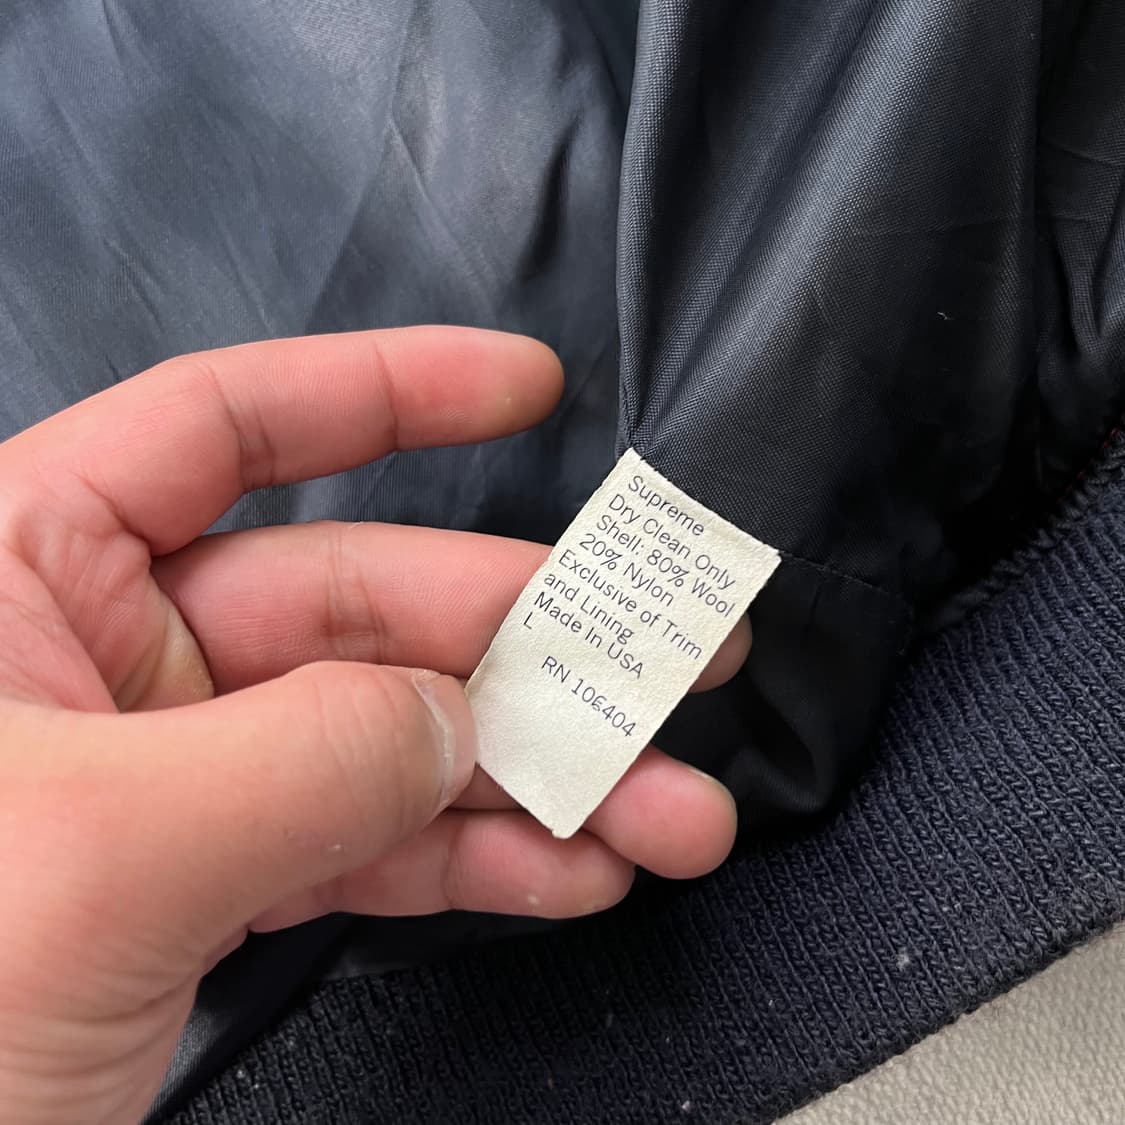 Supreme
Dry Clean Only
Shell: 80% Wool
20% Nylon
Exclusive of Trim
and Lining
Made In USA
L
RN 106404